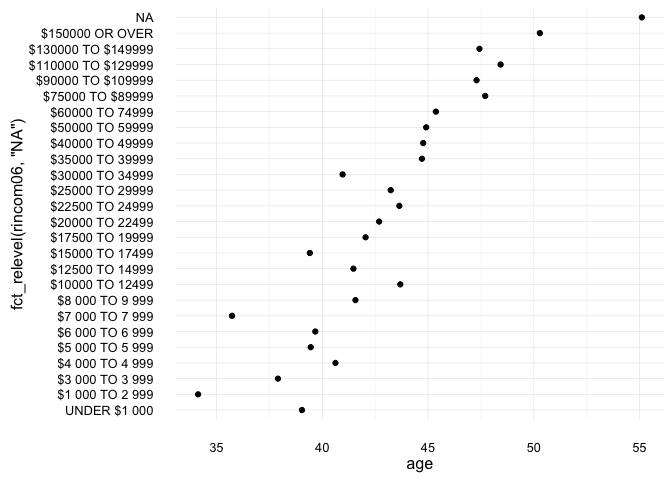 NA
$150000 OR OVER
$130000 TO $149999
$110000 TO $129999
$90000 TO $109999
$75000 TO $89999
$60000 TO 74999
$50000 TO 59999
$40000 TO 49999
$35000 TO 39999
$30000 TO 34999
$25000 TO 29999
$22500 TO 24999
$20000 TO 22499
$17500 TO 19999
$15000 TO 17499
$12500 TO 14999
$10000 TO 12499
$8 000 TO 9 999
$7 000 TO 7 999
$6 000 TO 6 999
$5 000 TO 5 999
$4 000 TO 4 999
$3 000 TO 3 999
$1 000 TO 2 999
UNDER $1 000
fct_relevel(rincom06, "NA")
35 40 45 50 55
age